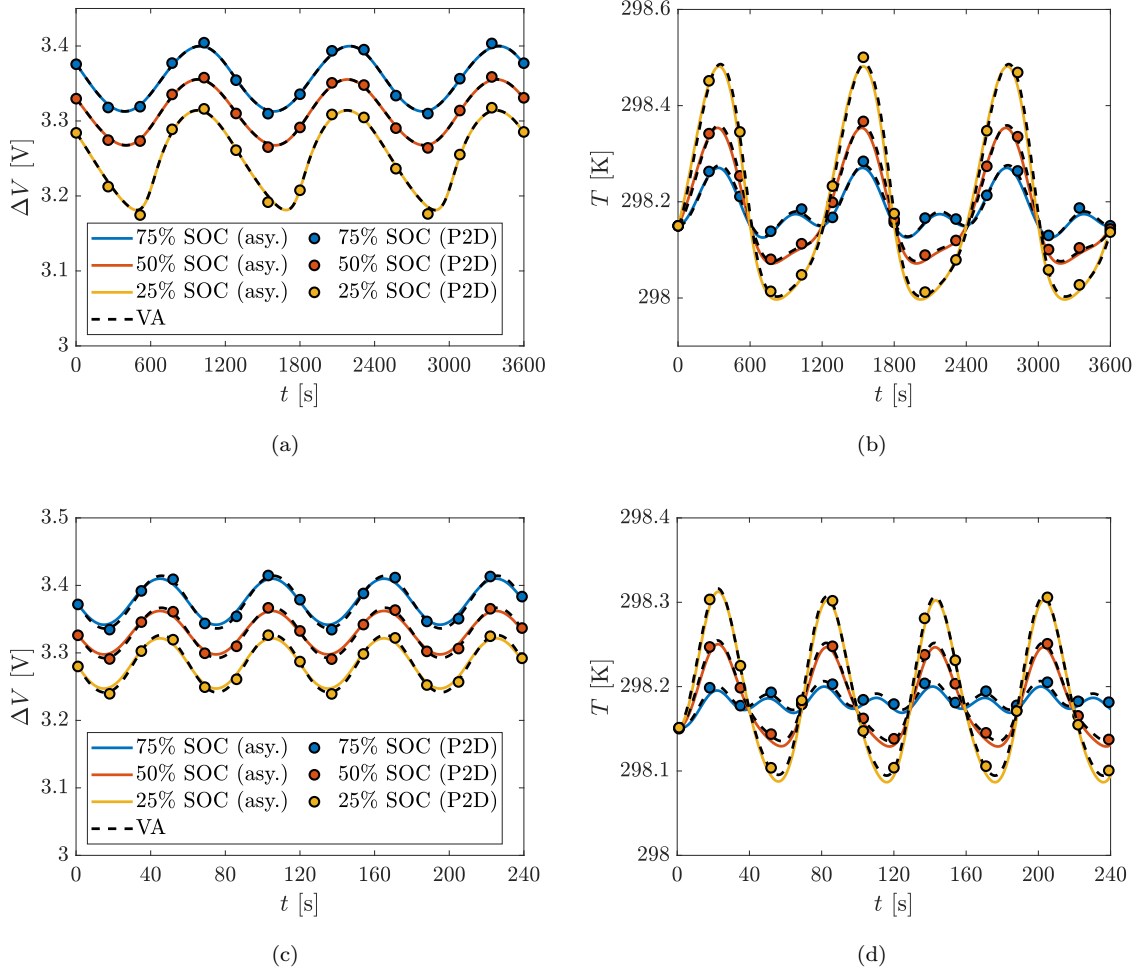 3.4
3.3
3.2
3.1
3
ΔV [V]
75% SOC (asy.) 75% SOC (P2D)
50% SOC (asy.) 50% SOC (P2D)
25% SOC (asy.) 25% SOC (P2D)
VA
0 600 1200 1800 2400 3000 3600
t [s]
(a)
298.6
298.4
298.2
298
T [K]
0 600 1200 1800 2400 3000 3600
t [s]
(b)
3.5
3.4
3.3
3.2
3.1
3
ΔV [V]
75% SOC (asy.) 75% SOC (P2D)
50% SOC (asy.) 50% SOC (P2D)
25% SOC (asy.) 25% SOC (P2D)
VA
0 40 80 120 160 200 240
t [s]
(c)
298.4
298.3
298.2
298.1
298
T [K]
0 40 80 120 160 200 240
t [s]
(d)